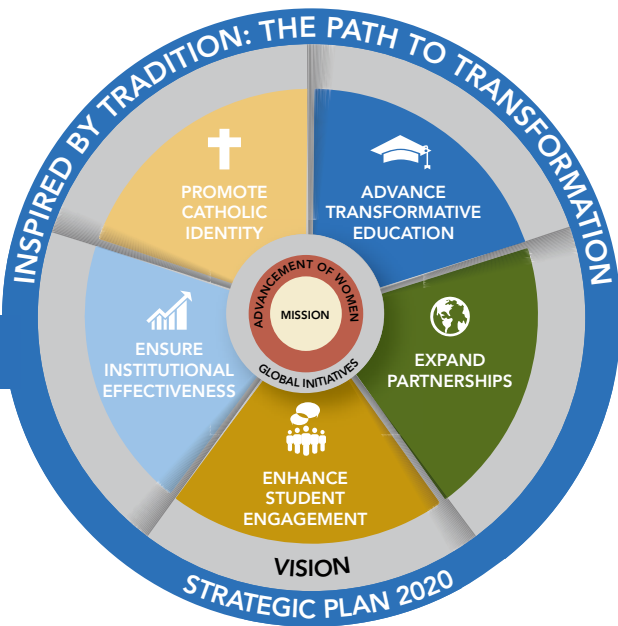 INSPIRED BY TRADITION: THE PATH TO TRANSFORMATION
PROMOTE
CATHOLIC
IDENTITY
ADVANCE
TRANSFORMATIVE
EDUCATION
ADVANCEMENT OF WOMEN
MISSION
GLOBAL INITIATIVES
ENSURE
INSTITUTIONAL
EFFECTIVENESS
EXPAND
PARTNERSHIPS
ENHANCE
STUDENT
ENGAGEMENT
VISION
STRATEGIC PLAN 2020